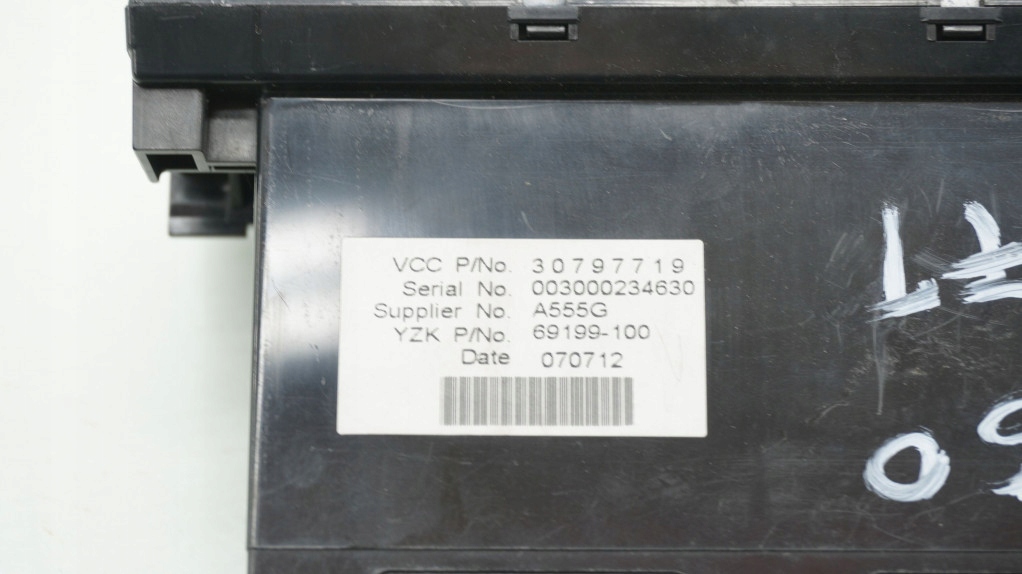 VCC P/No. 30797719
Serial No. 003000234630
Supplier No. A555G
YZK P/No. 69199-100
Date 070712